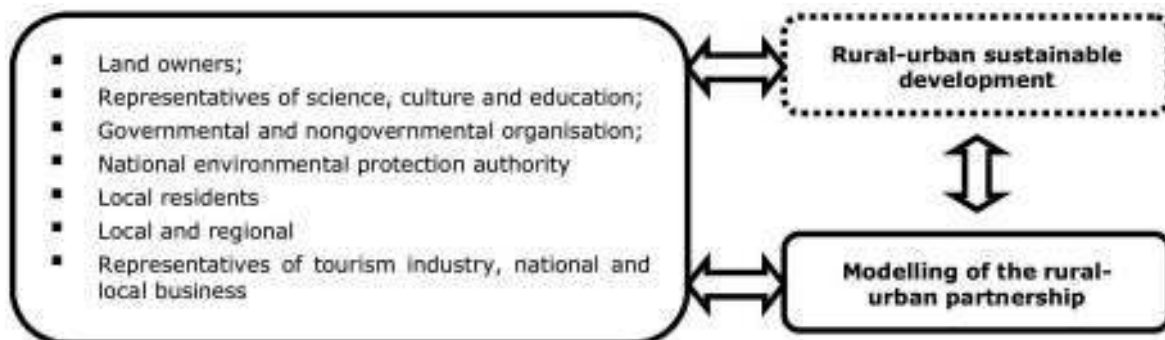 Land owners;
Representatives of science, culture and education;
Governmental and nongovernmental organisation;
National environmental protection authority
Local residents
Local and regional
Representatives of tourism industry, national and
local business
Rural-urban sustainable
development
Modelling of the rural-
urban partnership